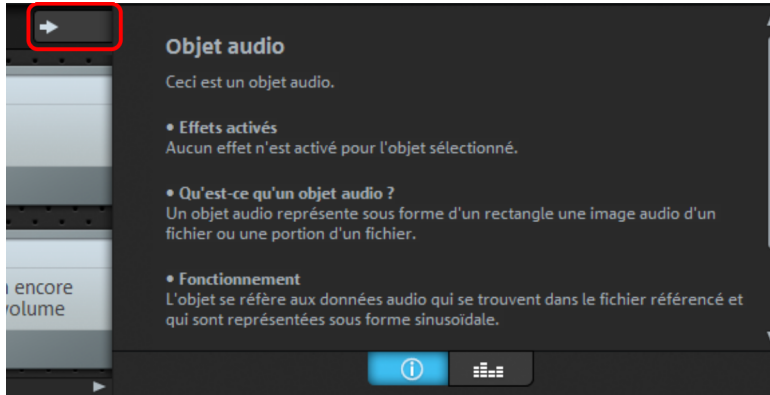 Objet audio
Ceci est un objet audio.
• Effets activés
Aucun effet n'est activé pour l'objet sélectionné.
• Qu'est-ce qu'un objet audio ?
Un objet audio représente sous forme d'un rectangle une image audio d'un
fichier ou une portion d'un fichier.
• Fonctionnement
L'objet se réfère aux données audio qui se trouvent dans le fichier référencé et
qui sont représentées sous forme sinusoïdale.
encore
volume